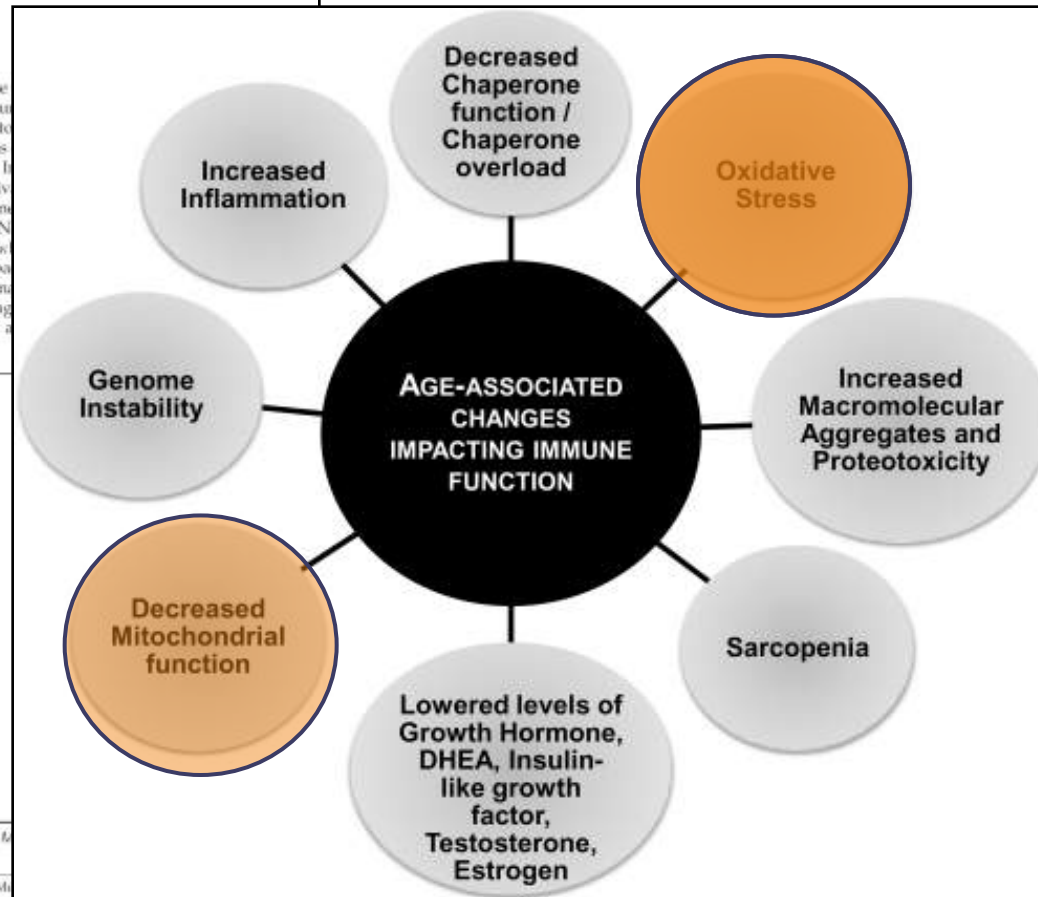 Decreased
Chaperone
function /
Chaperone
overload
Oxidative
Stress
Increased
Inflammation
Genome
Instability
AGE-ASSOCIATED
CHANGES
IMPACTING IMMUNE
FUNCTION
Increased
Macromolecular
Aggregates and
Proteotoxicity
Decreased
Mitochondrial
function
Sarcopenia
Lowered levels of
Growth Hormone,
DHEA, Insulin-
like growth
factor,
Testosterone,
Estrogen